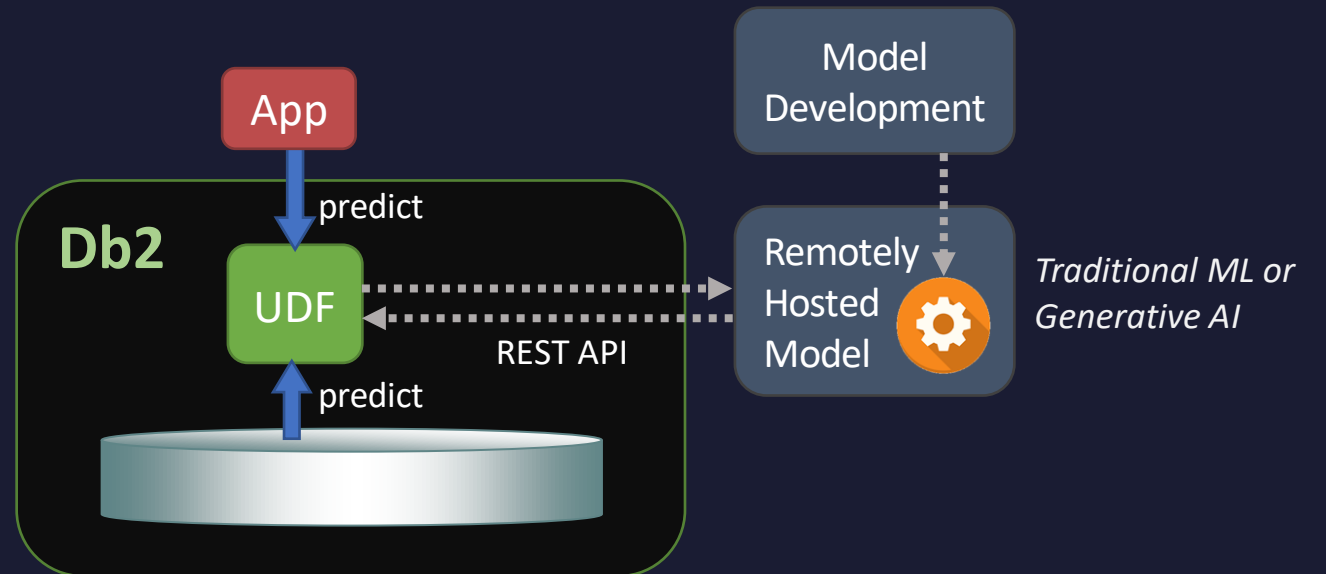 Model
Development
App
predict
Db2
UDF
Remotely
Hosted
Model
Traditional ML or
Generative AI
REST API
predict